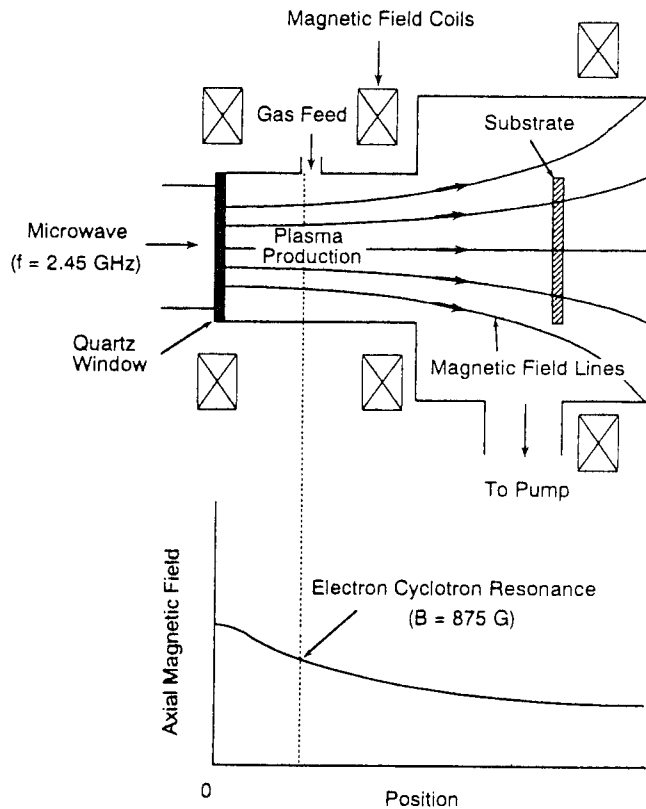 Magnetic Field Coils
Gas Feed
Substrate
Microwave
(f = 2.45 GHz)
Plasma
Production
Quartz
Window
Magnetic Field Lines
To Pump
Axial Magnetic Field
Electron Cyclotron Resonance
(B = 875 G)
0
Position